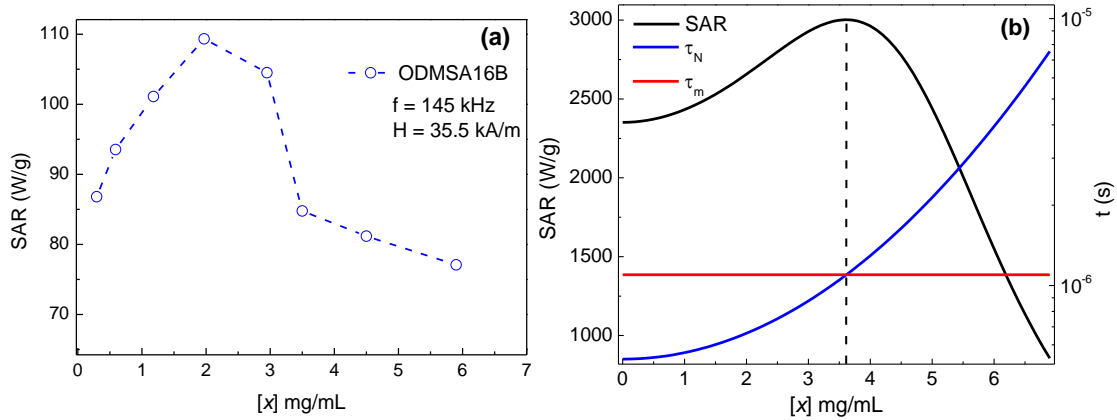 (a)
ODMSA16B
f = 145 kHz
H = 35.5 kA/m
SAR (W/g)
110
100
90
80
70
0 1 2 3 4 5 6 7
[x] mg/mL
(b)
SAR
τN
τm
SAR (W/g)
3000
2500
2000
1500
1000
0 1 2 3 4 5 6
[x] mg/mL
t (s)
10⁻⁵
10⁻⁶